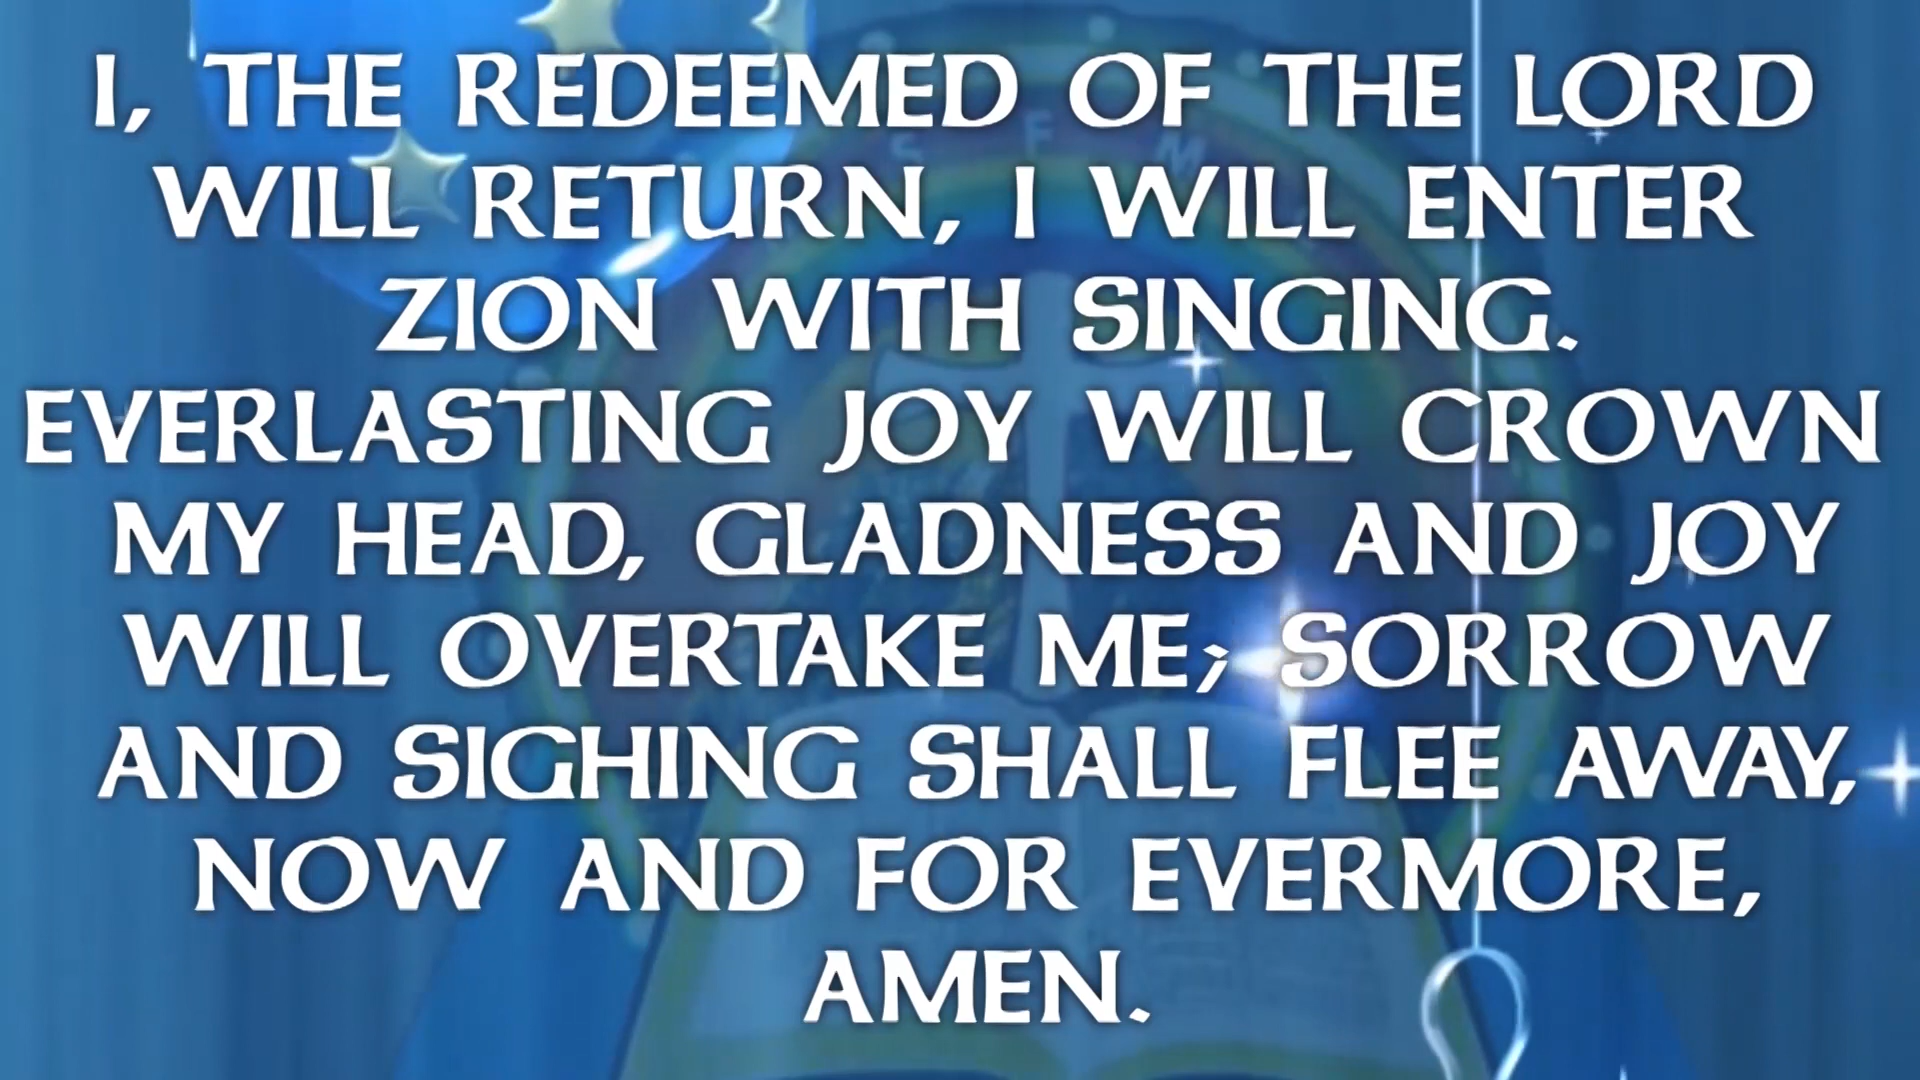 S F M
I, THE REDEEMED OF THE LORD
WILL RETURN, I WILL ENTER
ZION WITH SINGING.
EVERLASTING JOY WILL CROWN
MY HEAD, GLADNESS AND JOY
WILL OVERTAKE ME; SORROW
AND SIGHING SHALL FLEE AWAY,
NOW AND FOR EVERMORE,
AMEN.